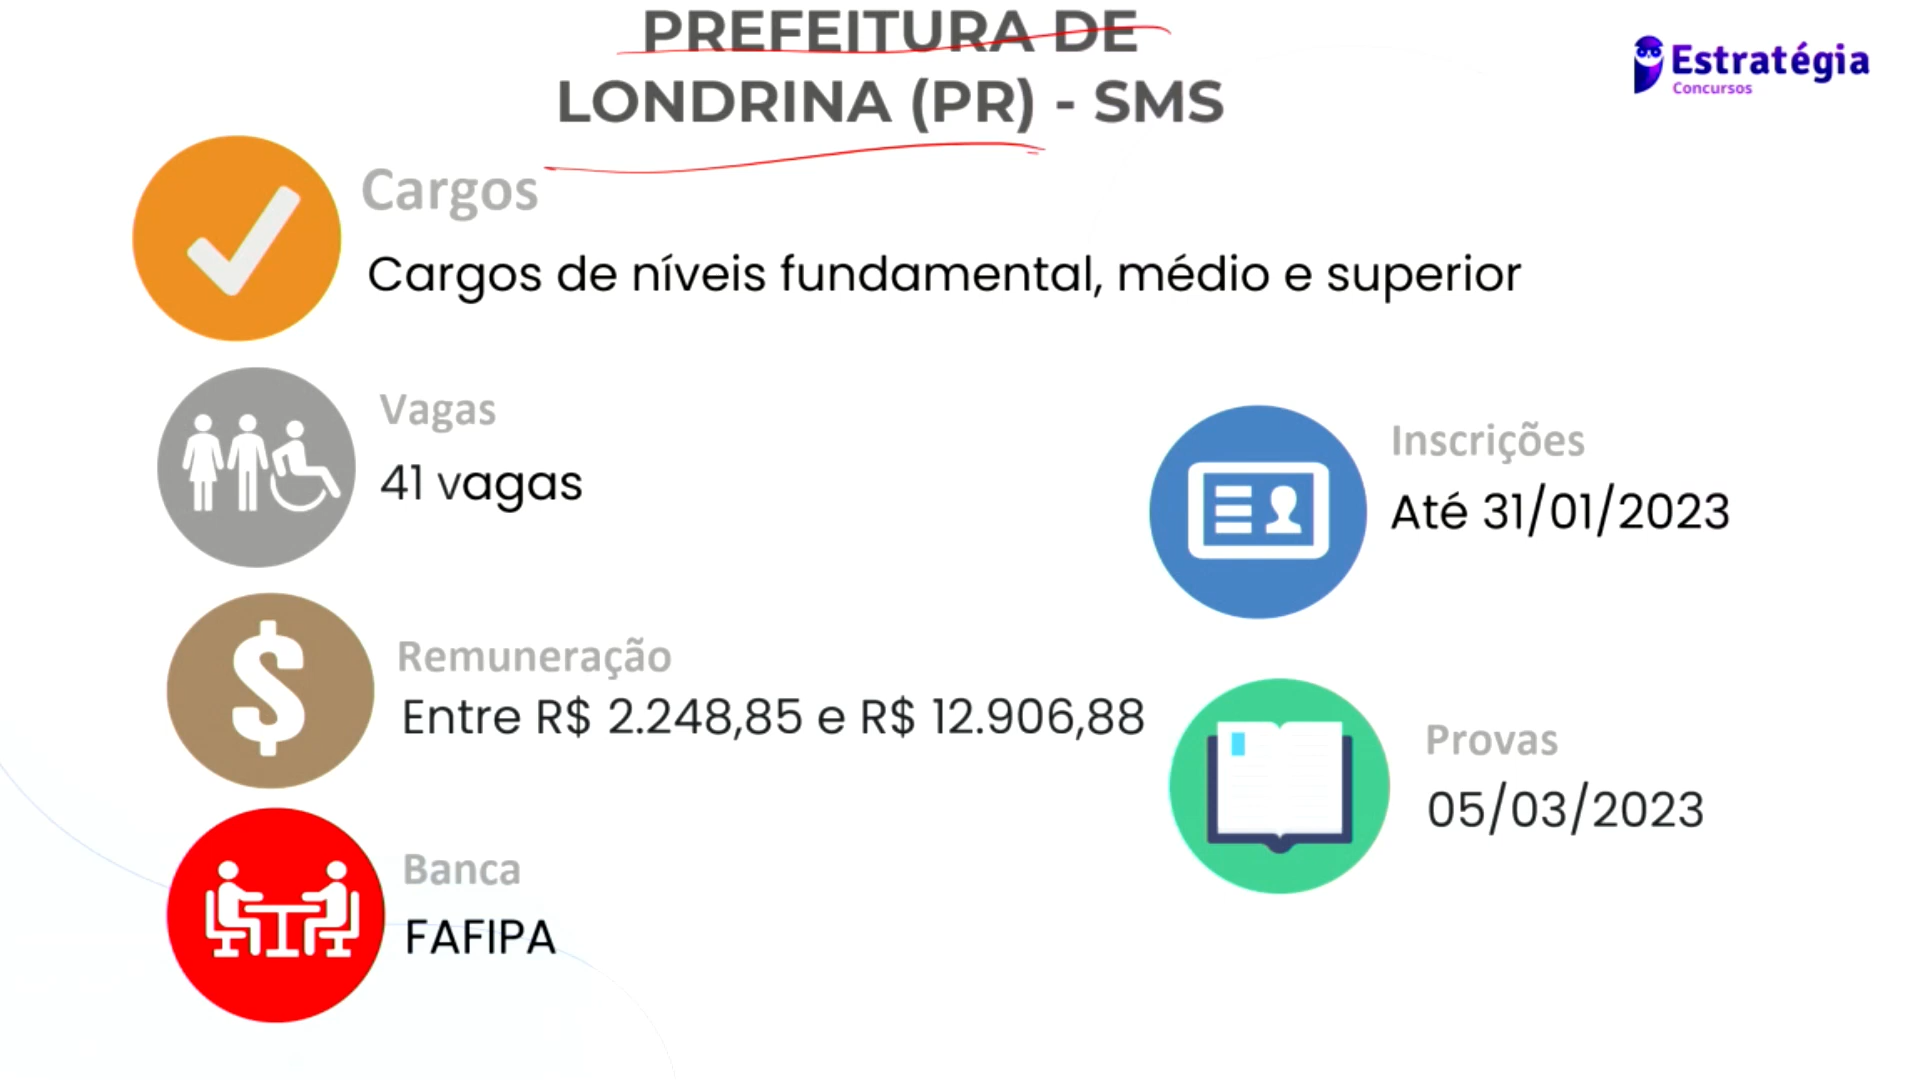 PREFEITURA DE
LONDRINA (PR) - SMS
Estratégia
Concursos
Cargos
Cargos de níveis fundamental, médio e superior
Vagas
41 vagas
Inscrições
Até 31/01/2023
Remuneração
Entre R$ 2.248,85 e R$ 12.906,88
Provas
05/03/2023
Banca
FAFIPA